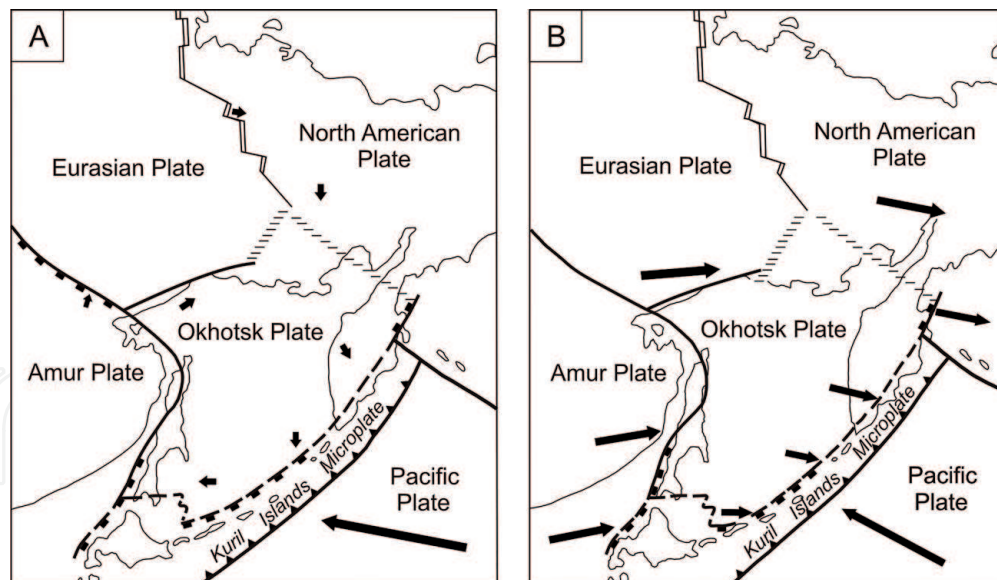 A
Eurasian Plate
North American
Plate
Okhotsk Plate
Amur Plate
Kuril Islands Microplate
Pacific
Plate
B
Eurasian Plate
North American
Plate
Okhotsk Plate
Amur Plate
Kuril Islands Microplate
Pacific
Plate